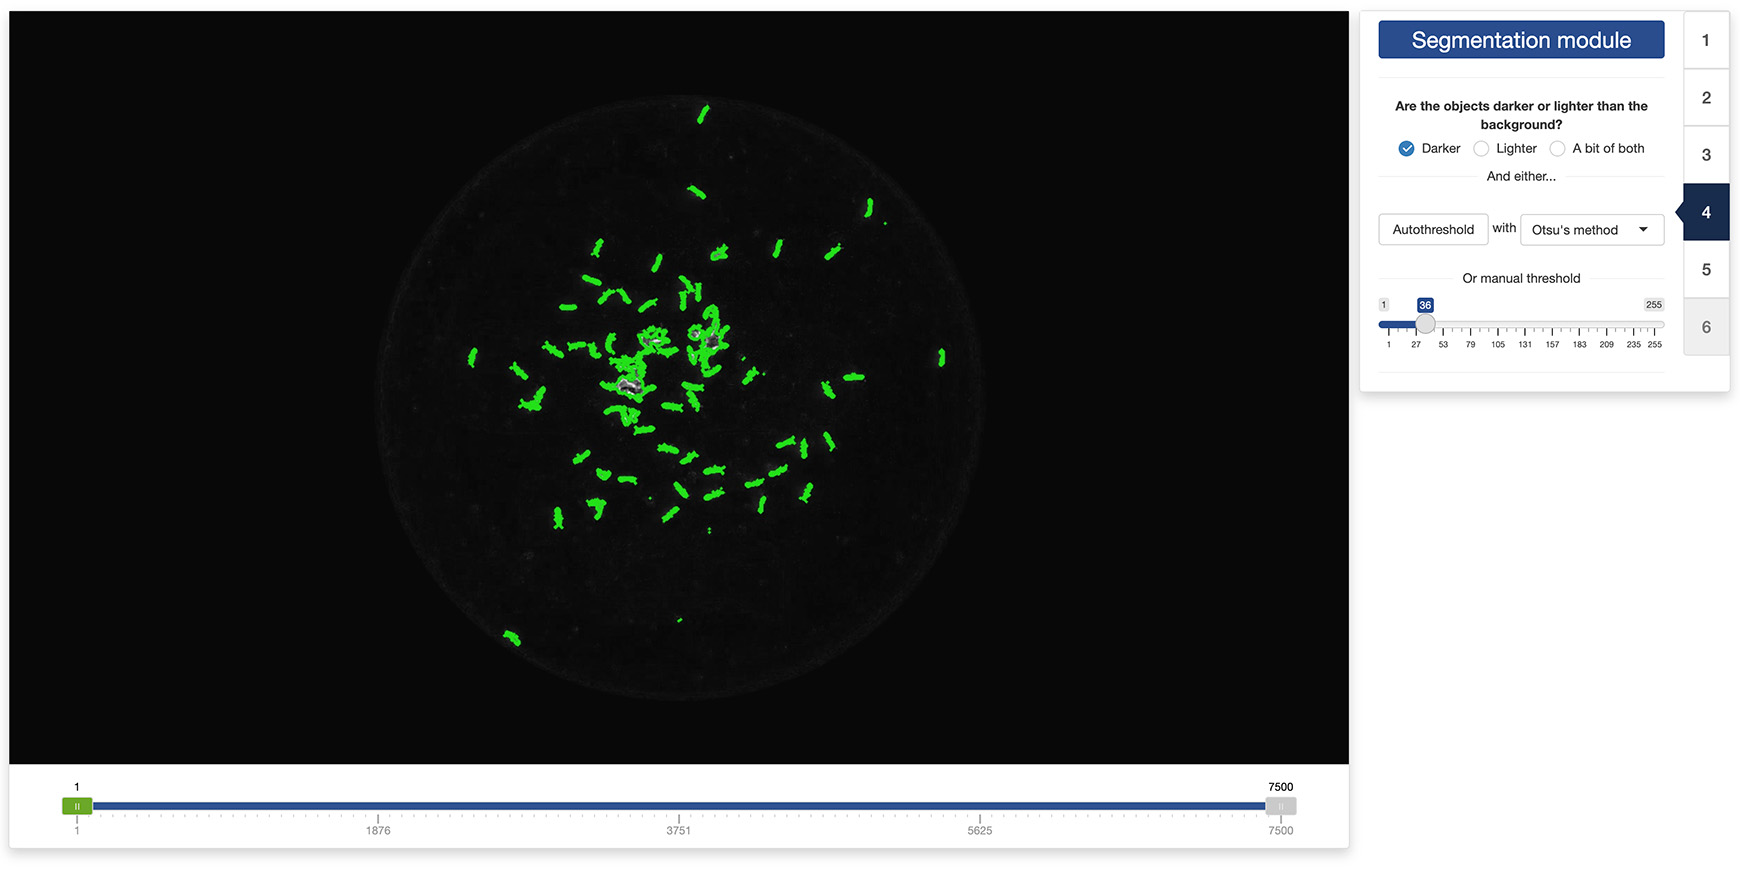 Segmentation module
Are the objects darker or lighter than the
background?
Darker Lighter A bit of both
And either...
Autothreshold with Otsu's method
Or manual threshold
1 36 255
1 27 53 79 105 131 157 183 209 235 255
1
2
3
4
5
6
1 7500
1 1876 3751 5625 7500